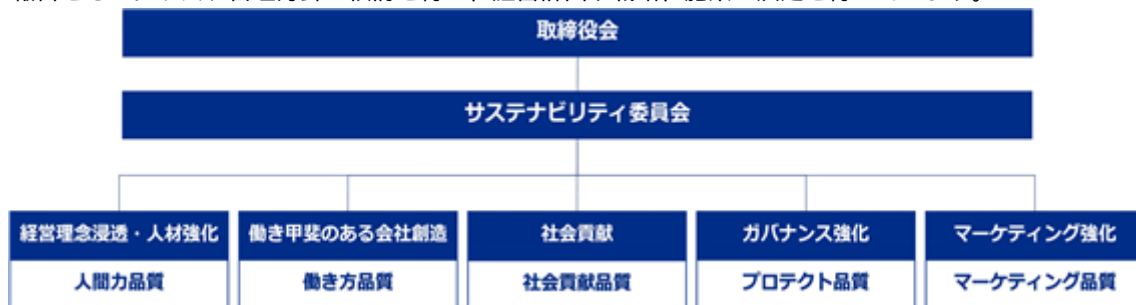 取締役会
サステナビリティ委員会
経営理念浸透・人材強化
働き甲斐のある会社創造
社会貢献
ガバナンス強化
マーケティング強化
人間力品質
働き方品質
社会貢献品質
プロテクト品質
マーケティング品質